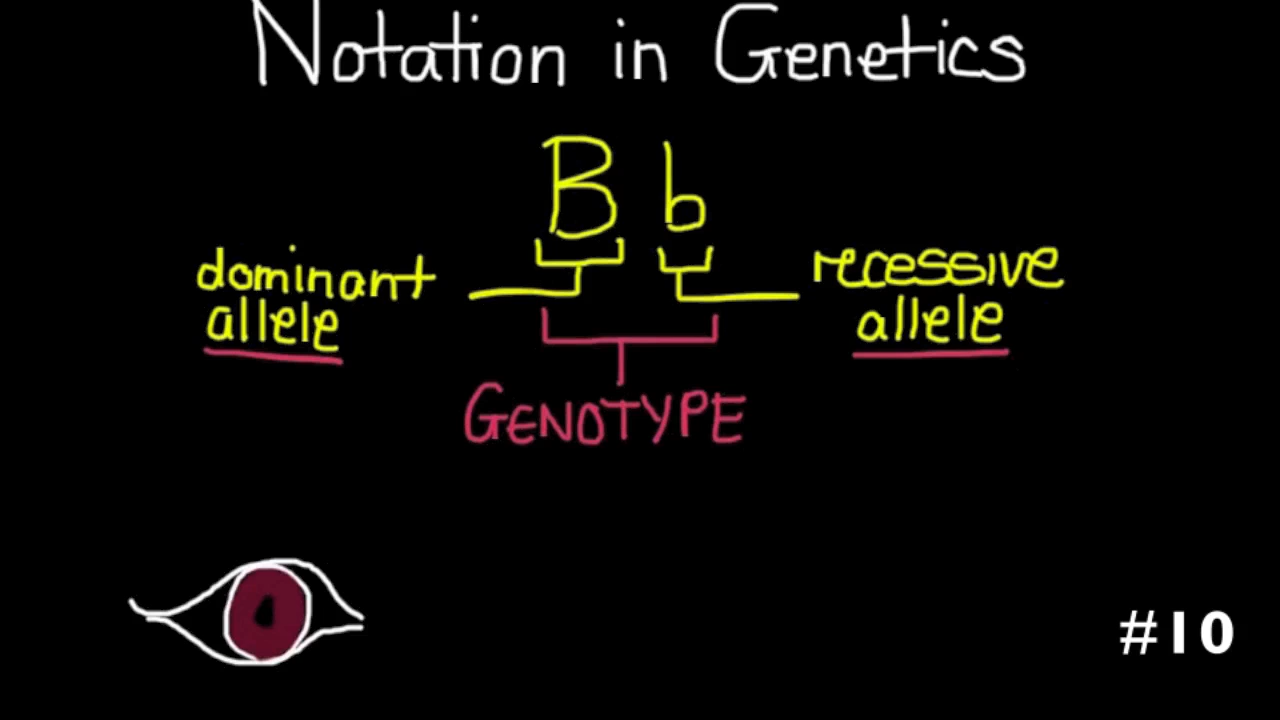 Notation in Genetics
B b
dominant
allele
recessive
allele
GENOTYPE
#10